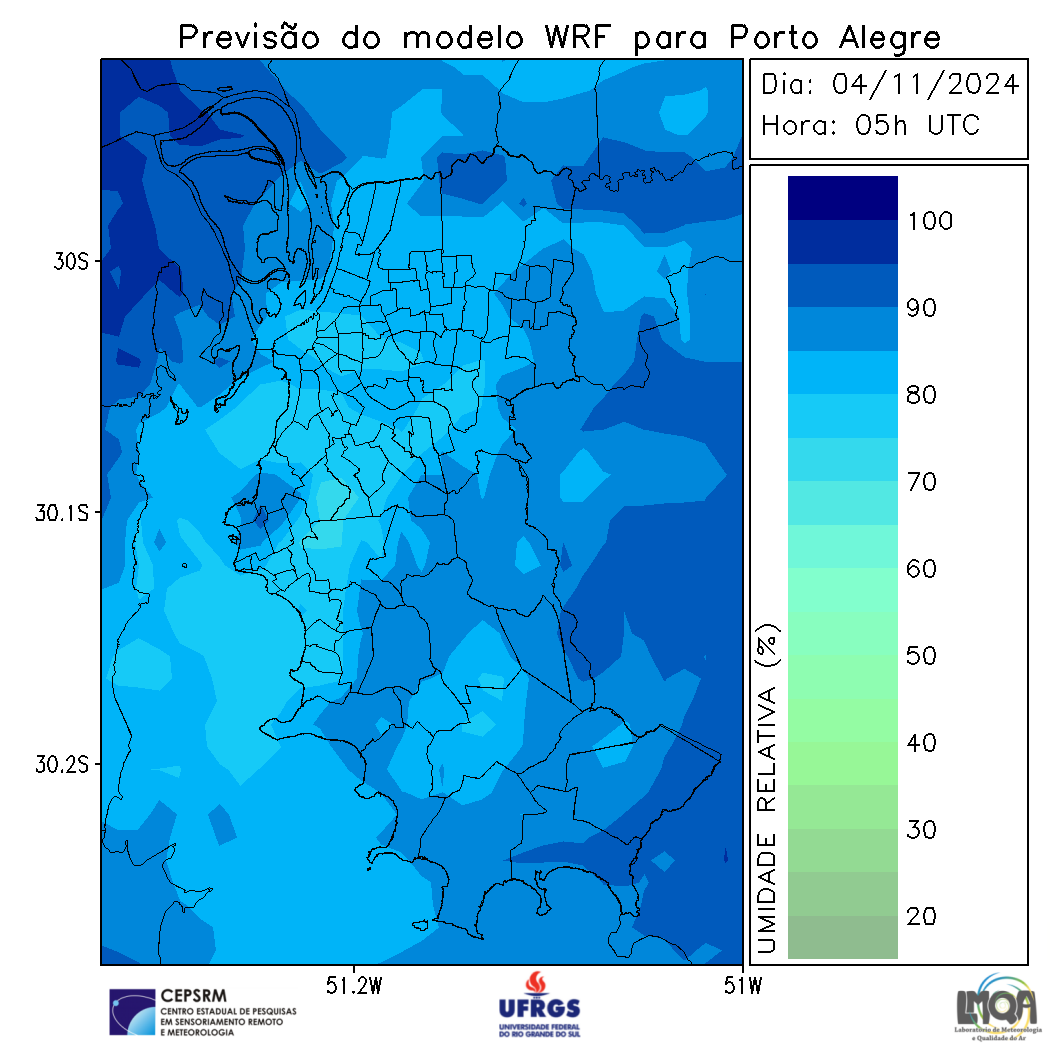 Previsão do modelo WRF para Porto Alegre
Dia: 04/11/2024
Hora: 05h UTC
30S
30.1S
30.2S
51.2W
51W
UMIDADE RELATIVA (%)
100
90
80
70
60
50
40
30
20
CEPSRM
CENTRO ESTADUAL DE PESQUISAS
EM SENSORIAMENTO REMOTO
E METEOROLOGIA
UFRGS
UNIVERSIDADE FEDERAL
DO RIO GRANDE DO SUL
LMQA
Laboratório de Meteorologia
e Qualidade do Ar